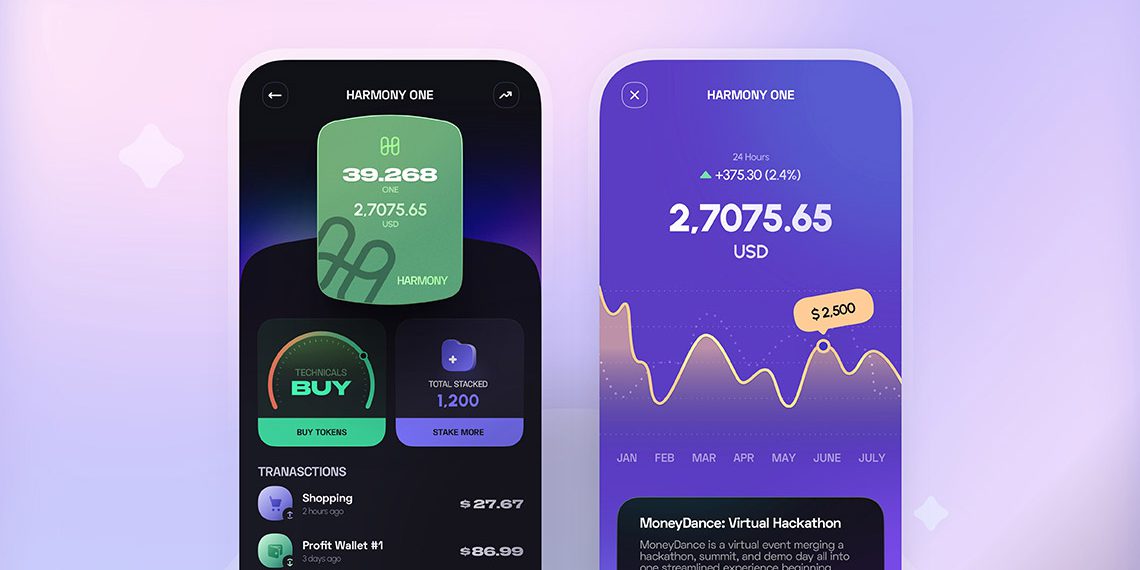 HARMONY ONE
39.268
ONE
2,7075.65
USD
HARMONY
TECHNICALS
BUY
BUY TOKENS
TOTAL STACKED
1,200
STAKE MORE
TRANASCTIONS
Shopping
2 hours ago
$27.67
Profit Wallet #1
3 days ago
$86.99
HARMONY ONE
24 Hours
+375.30 (2.4%)
2,7075.65
USD
$2,500
JAN FEB MAR APR MAY JUNE JULY
MoneyDance: Virtual Hackathon
MoneyDance is a virtual event merging a
hackathon, summit, and demo day all into
one streamlined experience beginning